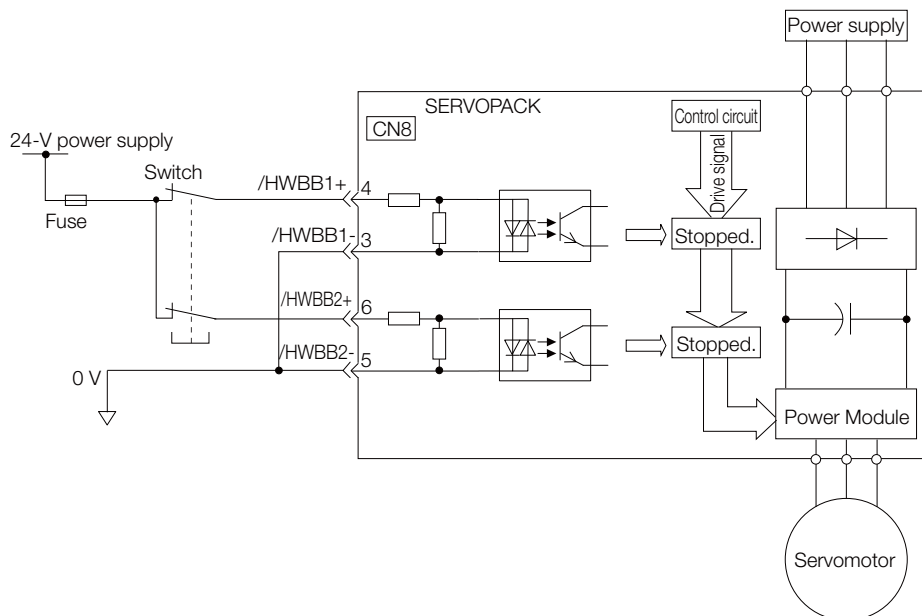 Power supply
SERVOPACK
CN8
Control circuit
24-V power supply
Switch
Fuse
/HWBB1+
4
Drive signal
/HWBB1-
3
Stopped.
/HWBB2+
6
/HWBB2-
5
Stopped.
0 V
Power Module
Servomotor